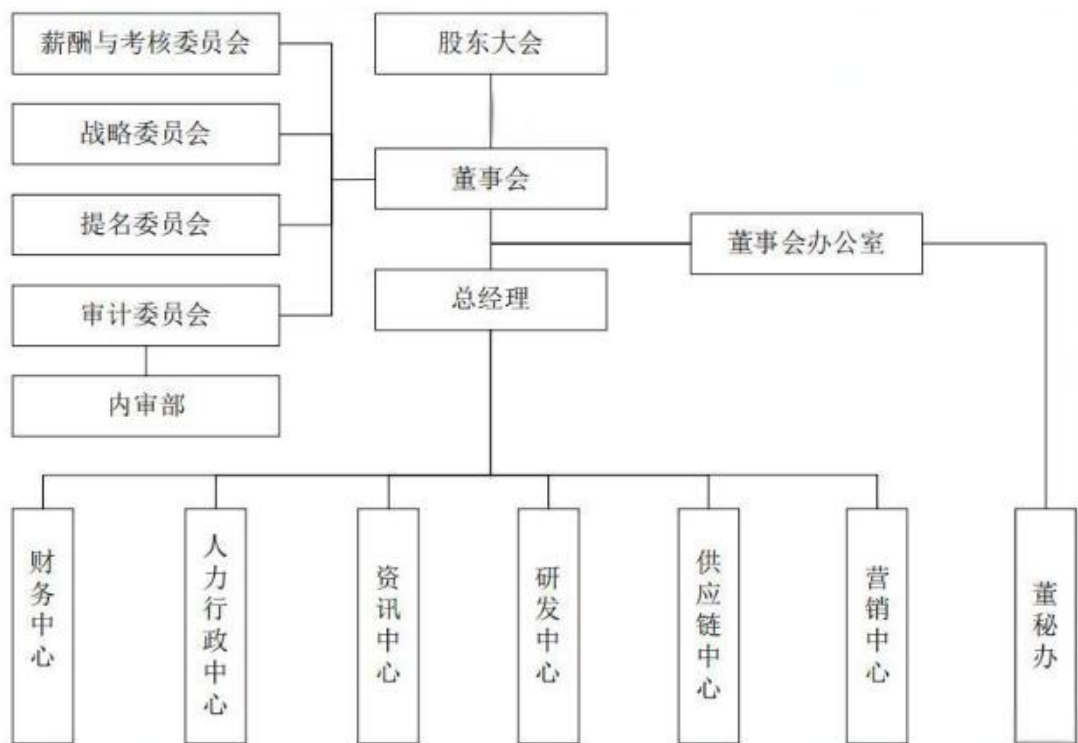 薪酬与考核委员会
股东大会
战略委员会
董事会
提名委员会
董事会办公室
总经理
审计委员会
内审部
财务中心
人力行政中心
资讯中心
研发中心
供应链中心
营销中心
董秘办